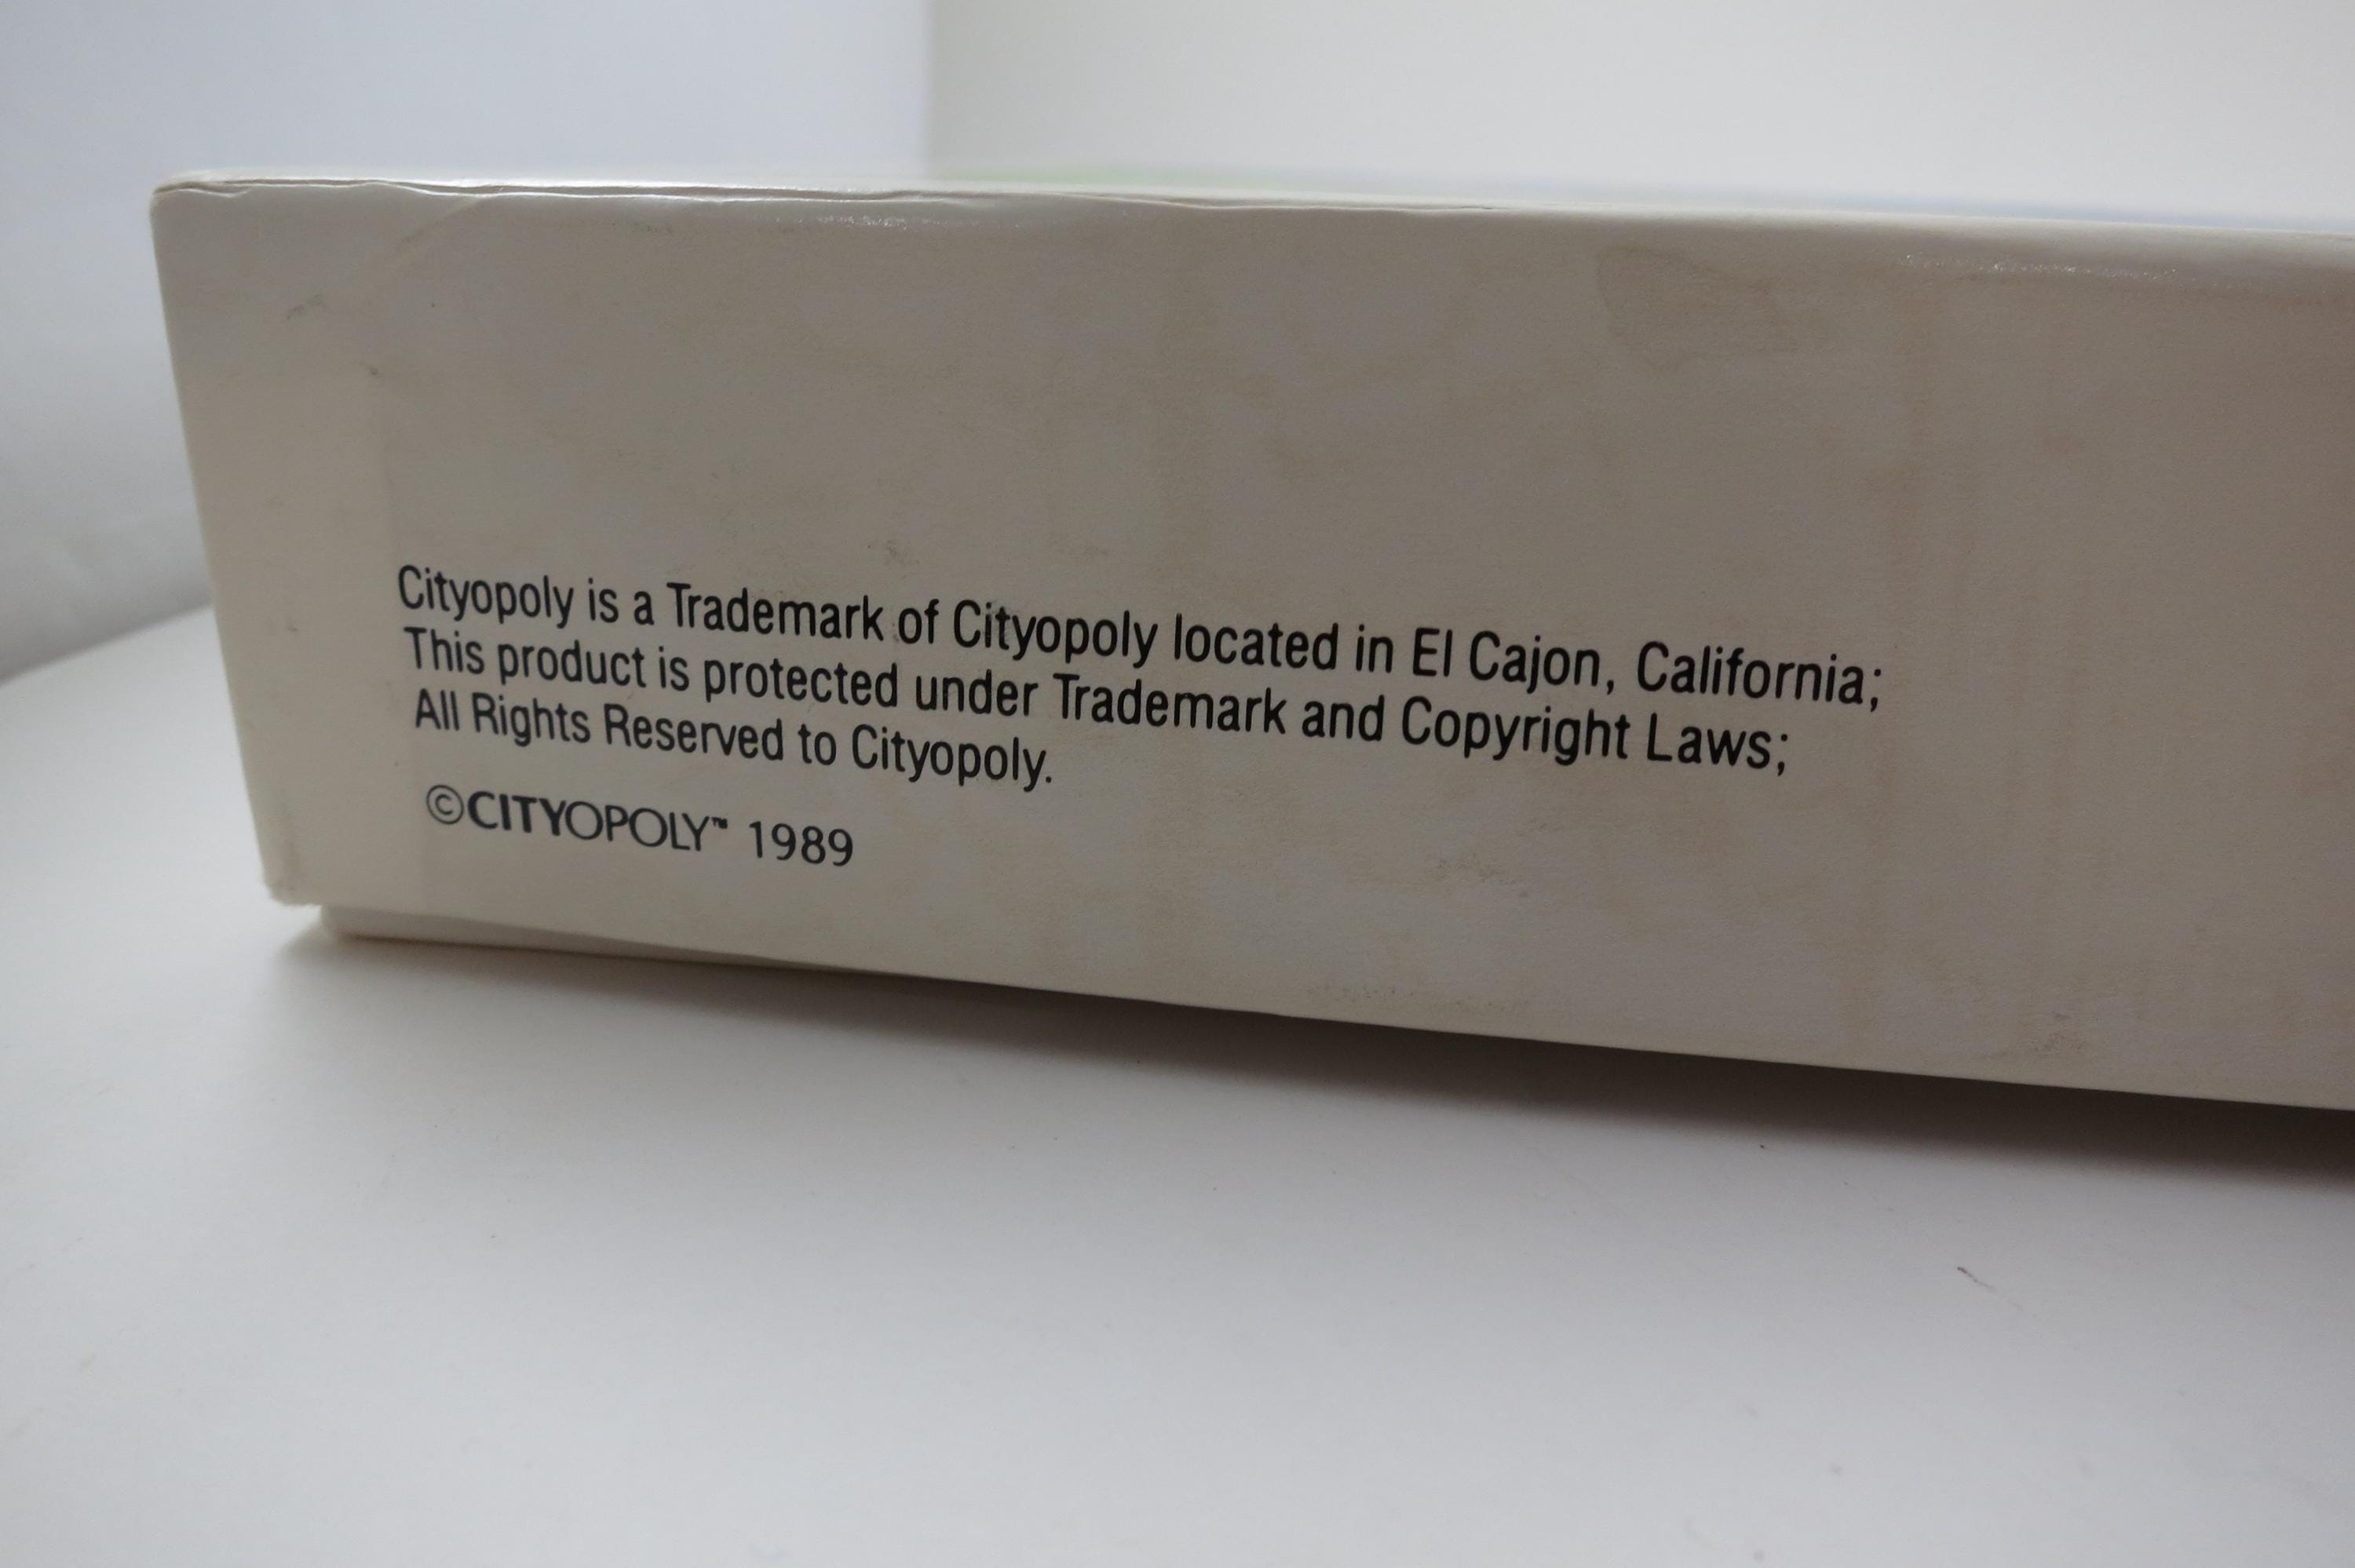 Cityopoly is a Trademark of Cityopoly located in El Cajon, California;
This product is protected under Trademark and Copyright Laws;
All Rights Reserved to Cityopoly.
©CITYOPOLY™ 1989